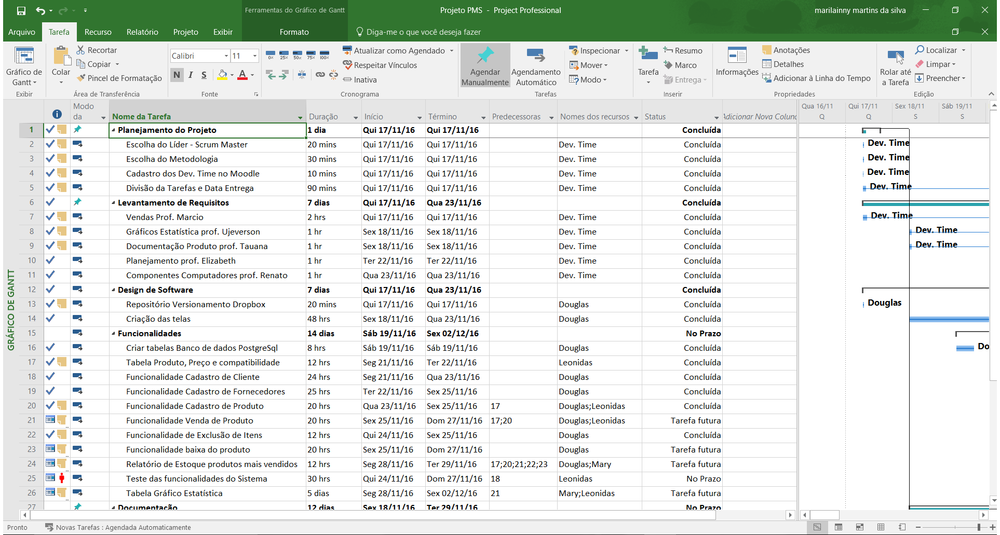 Ferramentas do Gráfico de Gantt
Projeto PMS - Project Professional
marilainny martins da silva
Arquivo Tarefa Recurso Relatório Projeto Exibir Formato Diga-me o que você deseja fazer
Gráfico de Gantt
Exibir
Colar
Recortar
Copiar
Pincel de Formatação
Área de Transferência
Calibri 11
N I S A
Fonte
0% 25% 50% 75% 100%
Atualizar como Agendado
Respeitar Vínculos
Inativa
Cronograma
Agendar Manualmente
Agendamento Automático
Inspecionar
Mover
Modo
Tarefas
Tarefa
Resumo
Marco
Entrega
Inserir
Informações
Anotações
Detalhes
Adicionar à Linha do Tempo
Propriedades
Rolar até a Tarefa
Localizar
Limpar
Preencher
Edição
GRÁFICO DE GANTT
Modo da Nome da Tarefa Duração Início Término Predecessoras Nomes dos recursos Status Adicionar Nova Colun
1 Planejamento do Projeto 1 dia Qui 17/11/16 Qui 17/11/16 Concluída
2 Escolha do Líder - Scrum Master 20 mins Qui 17/11/16 Qui 17/11/16 Dev. Time Concluída
3 Escolha do Metodologia 30 mins Qui 17/11/16 Qui 17/11/16 Dev. Time Concluída
4 Cadastro dos Dev. Time no Moodle 10 mins Qui 17/11/16 Qui 17/11/16 Dev. Time Concluída
5 Divisão da Tarefas e Data Entrega 90 mins Qui 17/11/16 Qui 17/11/16 Dev. Time Concluída
6 Levantamento de Requisitos 7 dias Qui 17/11/16 Qua 23/11/16 Concluída
7 Vendas Prof. Marcio 2 hrs Qui 17/11/16 Qui 17/11/16 Dev. Time Concluída
8 Gráficos Estatística prof. Ujeverson 1 hr Sex 18/11/16 Sex 18/11/16 Dev. Time Concluída
9 Documentação Produto prof. Tauana 1 hr Sex 18/11/16 Sex 18/11/16 Dev. Time Concluída
10 Planejamento prof. Elizabeth 1 hr Ter 22/11/16 Ter 22/11/16 Dev. Time Concluída
11 Componentes Computadores prof. Renato 1 hr Qua 23/11/16 Qua 23/11/16 Dev. Time Concluída
12 Design de Software 7 dias Qui 17/11/16 Qua 23/11/16 Concluída
13 Repositório Versionamento Dropbox 20 mins Qui 17/11/16 Qui 17/11/16 Douglas Concluída
14 Criação das telas 48 hrs Sex 18/11/16 Qua 23/11/16 Douglas Concluída
15 Funcionalidades 14 dias Sáb 19/11/16 Sex 02/12/16 No Prazo
16 Criar tabelas Banco de dados PostgreSql 8 hrs Sáb 19/11/16 Sáb 19/11/16 Douglas Concluída
17 Tabela Produto, Preço e compatibilidade 12 hrs Seg 21/11/16 Ter 22/11/16 Leonidas Concluída
18 Funcionalidade Cadastro de Cliente 24 hrs Seg 21/11/16 Qua 23/11/16 Douglas Concluída
19 Funcionalidade Cadastro de Fornecedores 25 hrs Ter 22/11/16 Sex 25/11/16 Douglas Concluída
20 Funcionalidade Cadastro de Produto 20 hrs Qua 23/11/16 Sex 25/11/16 17 Douglas;Leonidas Concluída
21 Funcionalidade Venda de Produto 20 hrs Sex 25/11/16 Dom 27/11/16 17;20 Douglas;Leonidas Tarefa futura
22 Funcionalidade de Exclusão de Itens 12 hrs Qui 24/11/16 Sex 25/11/16 Douglas Concluída
23 Funcionalidade baixa do produto 20 hrs Sex 25/11/16 Dom 27/11/16 Douglas Tarefa futura
24 Relatório de Estoque produtos mais vendidos 12 hrs Seg 28/11/16 Ter 29/11/16 17;20;21;22;23 Douglas;Mary Tarefa futura
25 Teste das funcionalidades do Sistema 30 hrs Qui 24/11/16 Dom 27/11/16 18 Leonidas No Prazo
26 Tabela Gráfico Estatística 5 dias Seg 28/11/16 Sex 02/12/16 21 Mary;Leonidas Tarefa futura
27 Documentação 12 dias Sex 18/11/16 Ter 29/11/16 No Prazo
Qua 16/11 Qui 17/11 Sex 18/11 Sáb 19/11
Q Q S S
Dev. Time
Dev. Time
Dev. Time
Dev. Time
Dev. Time
Dev. Time
Dev. Time
Douglas
Do
Pronto Novas Tarefas : Agendada Automaticamente